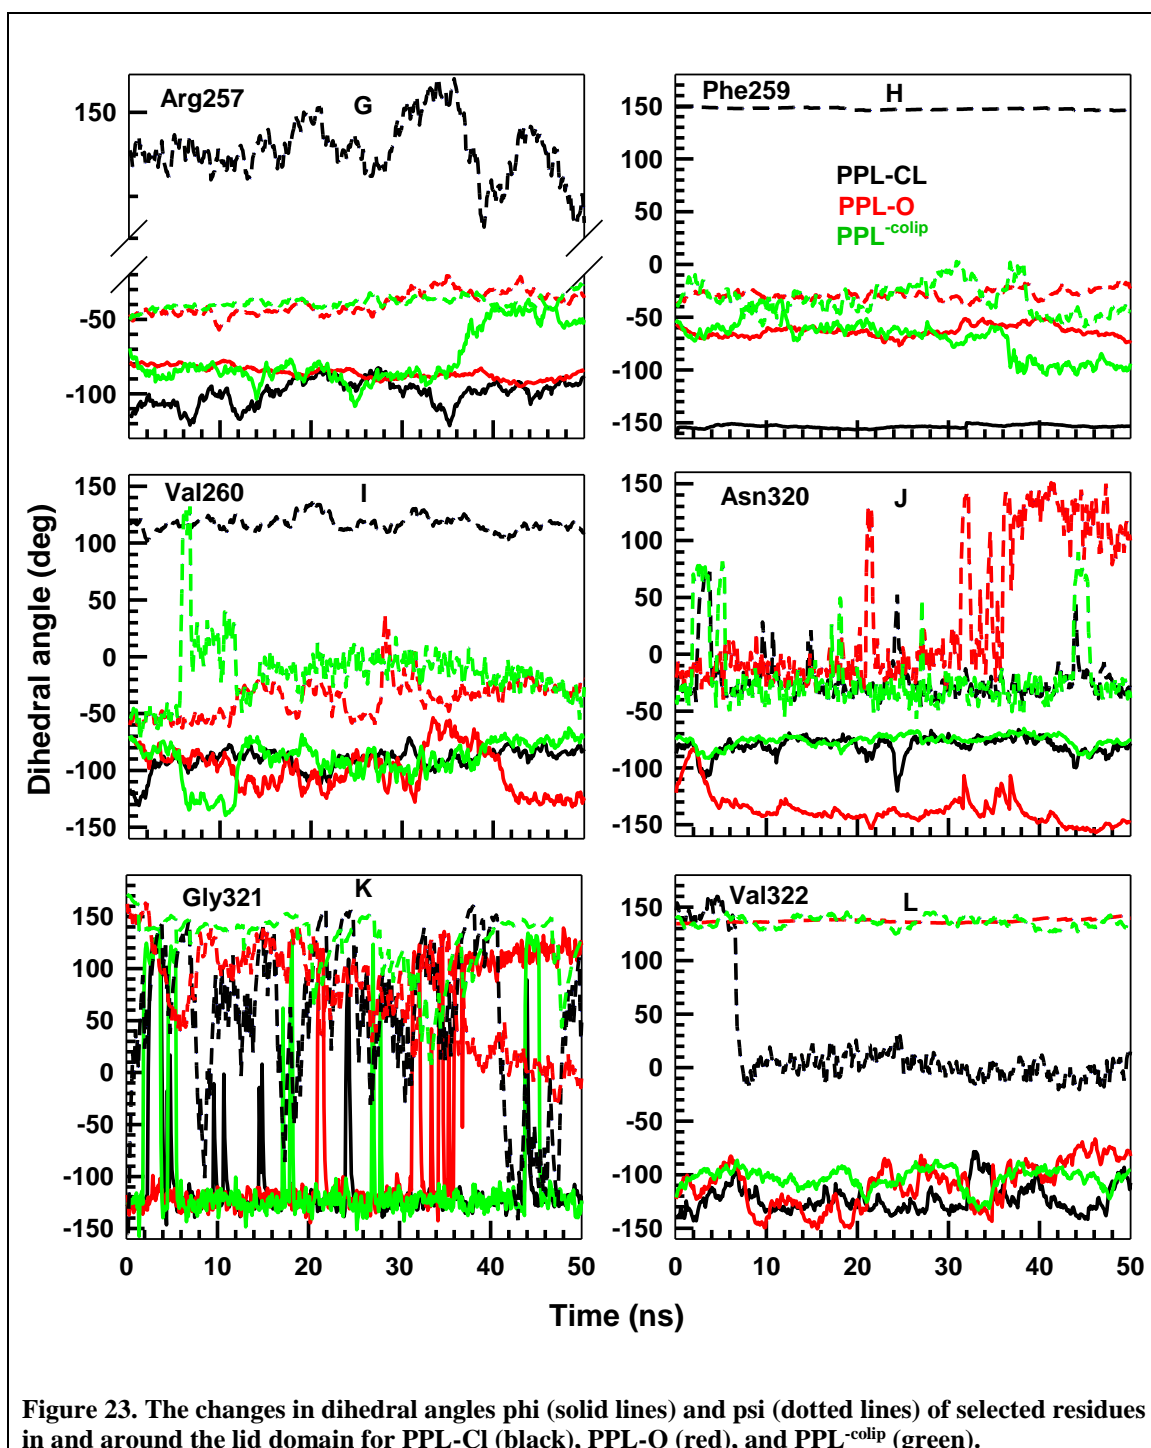 Arg257
G
150
-50
-100
Phe259
H
150
100
50
0
-50
-100
-150
PPL-CL
PPL-O
PPL-colip
Dihedral angle (deg)
Val260
I
150
100
50
0
-50
-100
-150
Asn320
J
150
100
50
0
-50
-100
-150
Gly321
K
150
100
50
0
-50
-100
-150
0 10 20 30 40 50
Val322
L
150
100
50
0
-50
-100
-150
0 10 20 30 40 50
Time (ns)
Figure 23. The changes in dihedral angles phi (solid lines) and psi (dotted lines) of selected residues
in and around the lid domain for PPL-Cl (black), PPL-O (red), and PPL-colip (green).